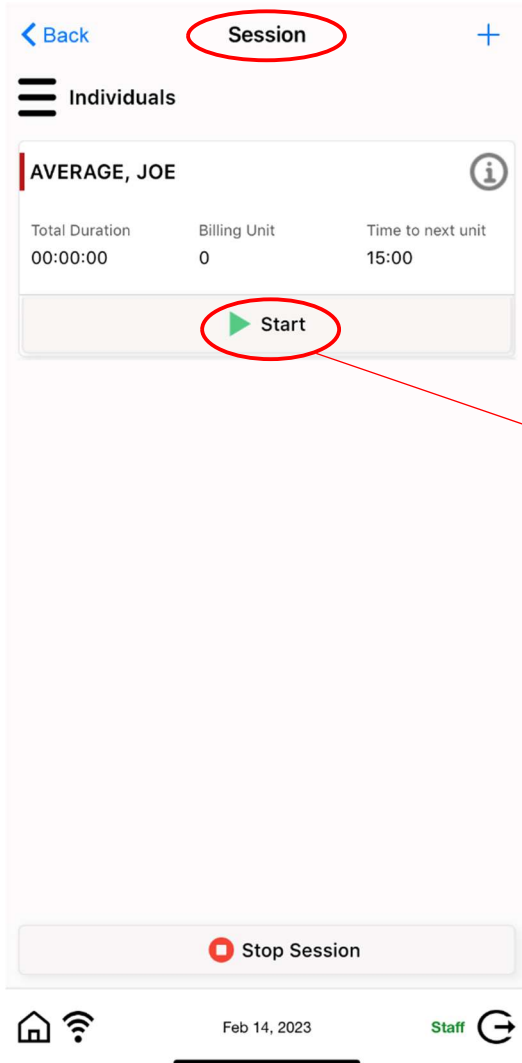 Back Session +
Individuals
AVERAGE, JOE
Total Duration Billing Unit Time to next unit
00:00:00 0 15:00
Start
Stop Session
Feb 14, 2023 Staff